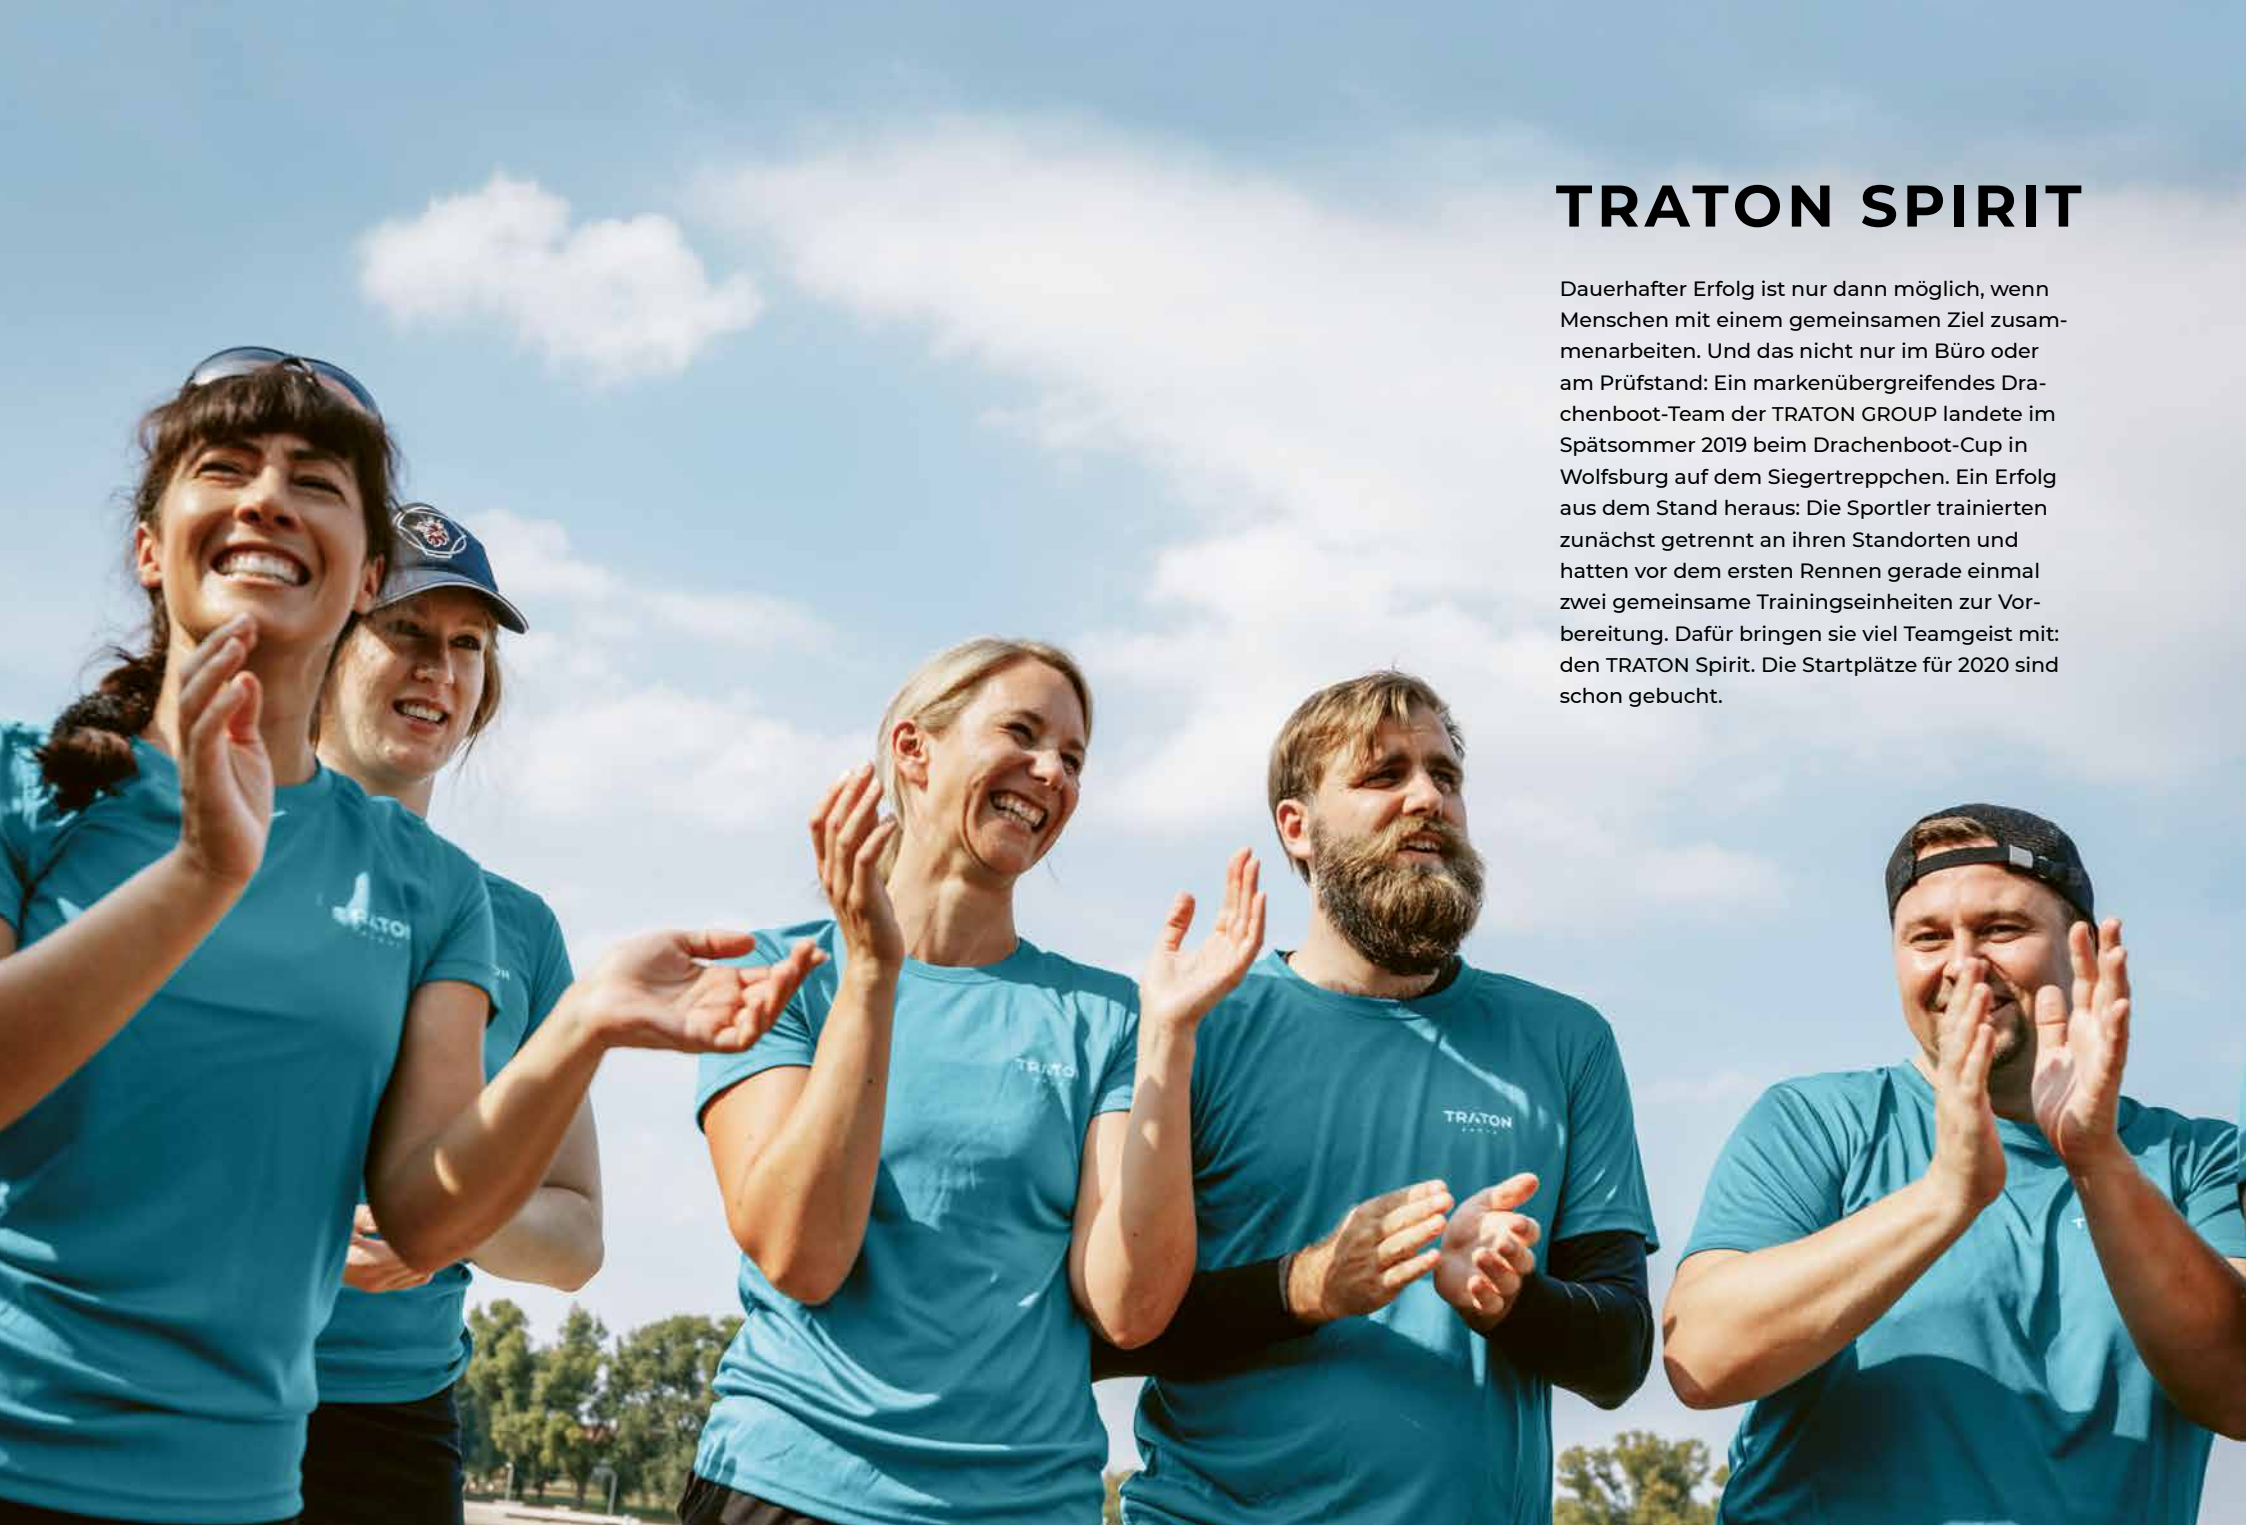 TRATON SPIRIT
Dauerhafter Erfolg ist nur dann möglich, wenn
Menschen mit einem gemeinsamen Ziel zusam-
menarbeiten. Und das nicht nur im Büro oder
am Prüfstand: Ein markenübergreifendes Dra-
chenboot-Team der TRATON GROUP landete im
Spätsommer 2019 beim Drachenboot-Cup in
Wolfsburg auf dem Siegertreppchen. Ein Erfolg
aus dem Stand heraus: Die Sportler trainierten
zunächst getrennt an ihren Standorten und
hatten vor dem ersten Rennen gerade einmal
zwei gemeinsame Trainingseinheiten zur Vor-
bereitung. Dafür bringen sie viel Teamgeist mit:
den TRATON Spirit. Die Startplätze für 2020 sind
schon gebucht.
TRATON